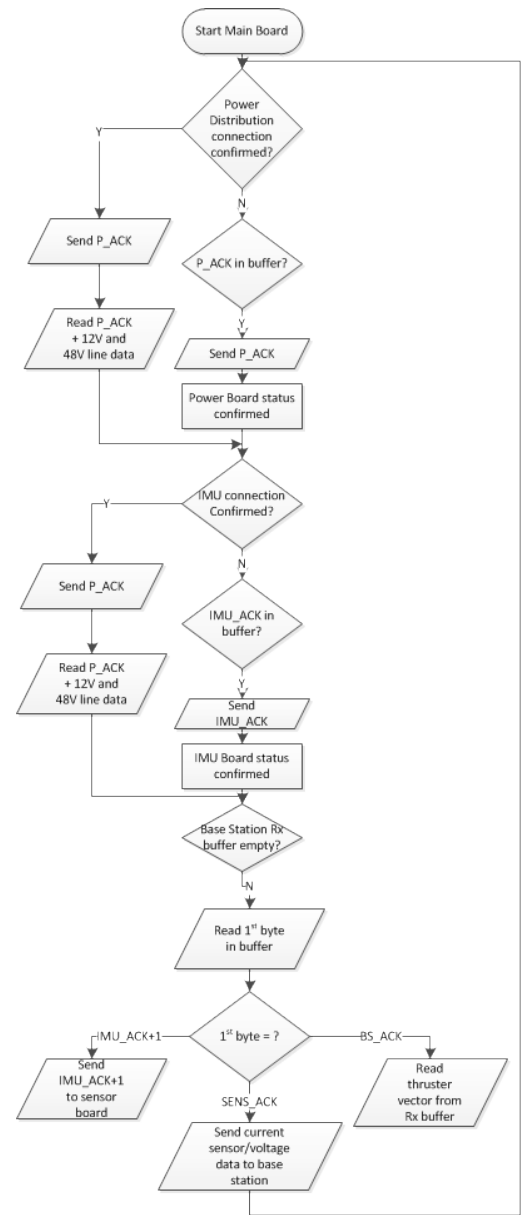 Start Main Board
Power
Distribution
connection
confirmed?
Y
N
Send P_ACK
P_ACK in buffer?
Read P_ACK
+ 12V and
48V line data
Y
Send P_ACK
Power Board status
confirmed
IMU connection
Confirmed?
Y
N
Send P_ACK
IMU_ACK in
buffer?
Read P_ACK
+ 12V and
48V line data
Y
Send
IMU_ACK
IMU Board status
confirmed
Base Station Rx
buffer empty?
N
Read 1st byte
in buffer
IMU_ACK+1
1st byte = ?
BS_ACK
Send
IMU_ACK+1
to sensor
board
Read
thruster
vector from
Rx buffer
SENS_ACK
Send current
sensor/voltage
data to base
station